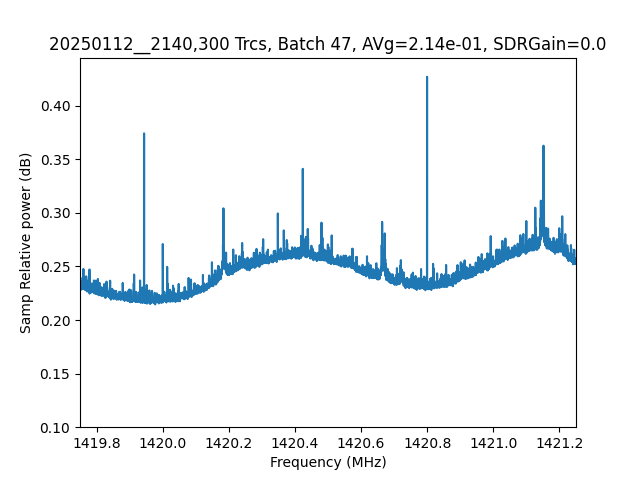 20250112__2140,300 Trcs, Batch 47, AVg=2.14e-01, SDRGain=0.0
0.40
0.35
0.30
0.25
0.20
0.15
0.10
Samp Relative power (dB)
1419.8 1420.0 1420.2 1420.4 1420.6 1420.8 1421.0 1421.2
Frequency (MHz)